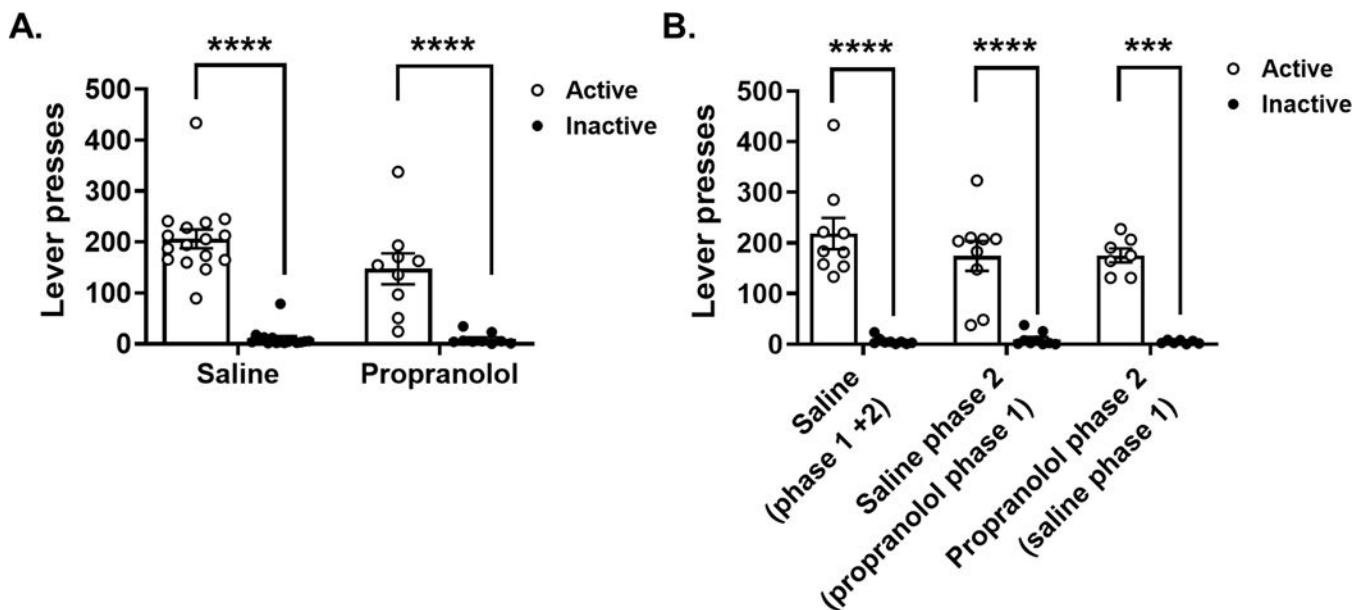 A.
****
****
500
400
300
200
100
0
Lever presses
Active
Inactive
Saline
Propranolol
B.
****
****
***
500
400
300
200
100
0
Lever presses
Active
Inactive
Saline
(phase 1 +2)
Saline phase 2
(propranolol phase 1)
Propranolol phase 2
(saline phase 1)